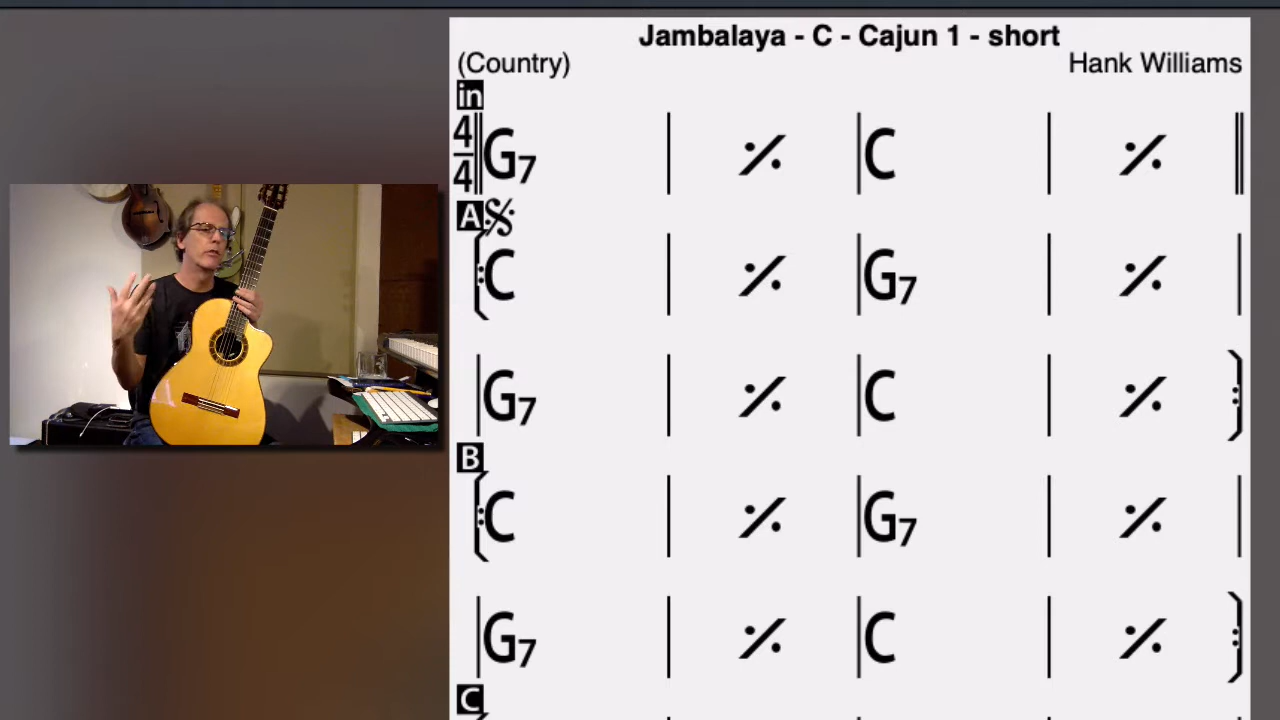 Jambalaya - C - Cajun 1 - short
(Country) Hank Williams
in
4/4 G7 𝄎 C 𝄎
A 𝄋
C 𝄎 G7 𝄎
G7 𝄎 C 𝄎
B
C 𝄎 G7 𝄎
G7 𝄎 C 𝄎
C